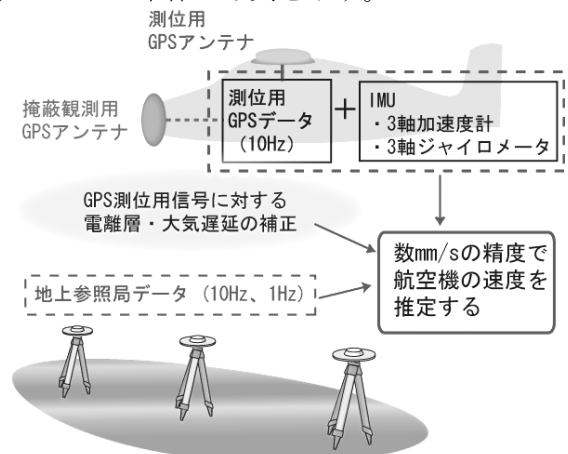 測位用
GPSアンテナ
掩蔽観測用
GPSアンテナ
測位用
GPSデータ
(10Hz)
+
IMU
・3軸加速度計
・3軸ジャイロメータ
GPS測位用信号に対する
電離層・大気遅延の補正
数mm/sの精度で
航空機の速度を
推定する
地上参照局データ (10Hz、1Hz)